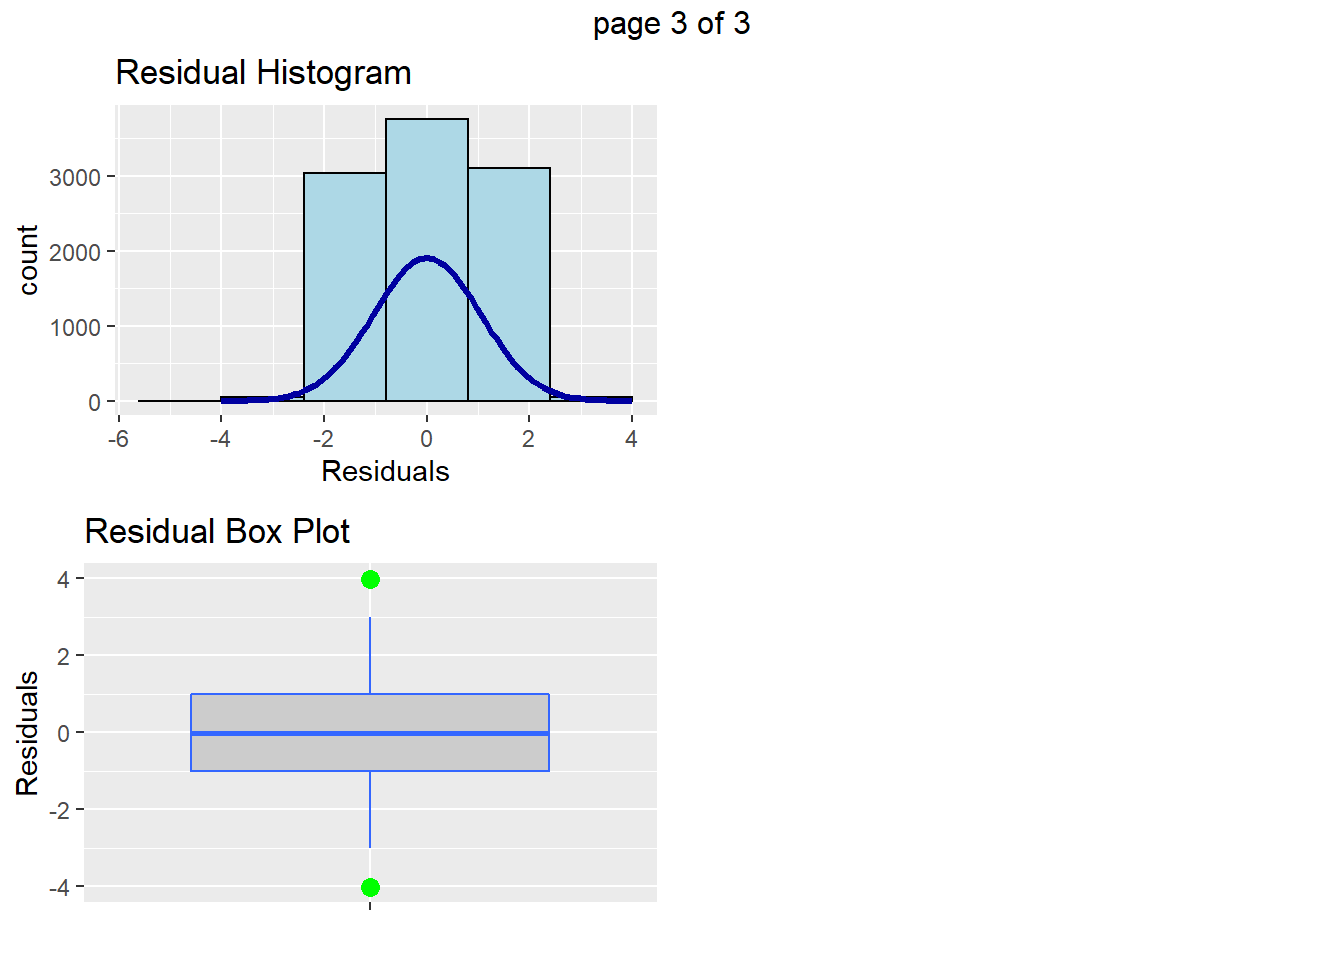 page 3 of 3
Residual Histogram
count
3000
2000
1000
0
-6 -4 -2 0 2 4
Residuals
Residual Box Plot
Residuals
4
2
0
-2
-4